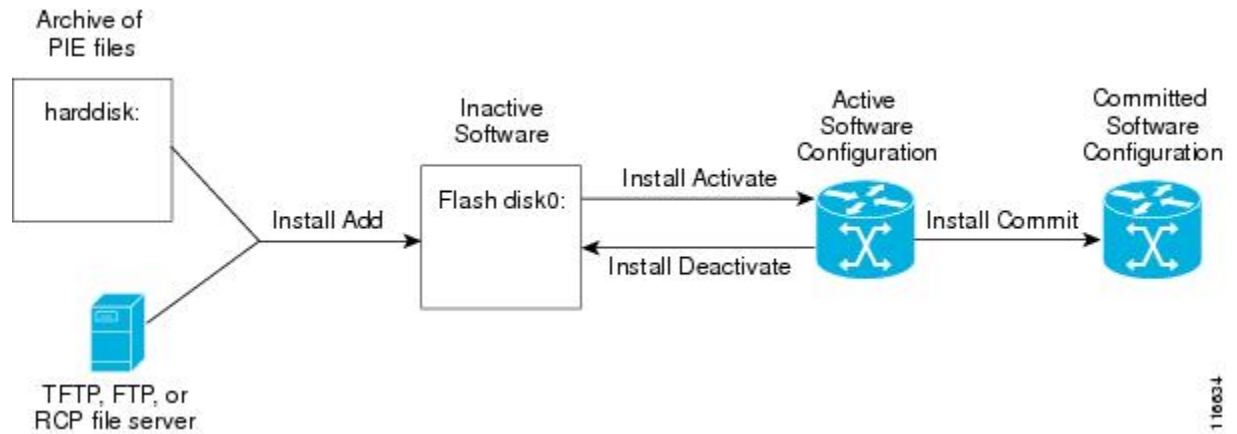 Archive of
PIE files
harddisk:
Inactive
Software
Flash disk0:
Install Add
Install Activate
Install Deactivate
Active
Software
Configuration
Install Commit
Committed
Software
Configuration
TFTP, FTP, or
RCP file server
116634